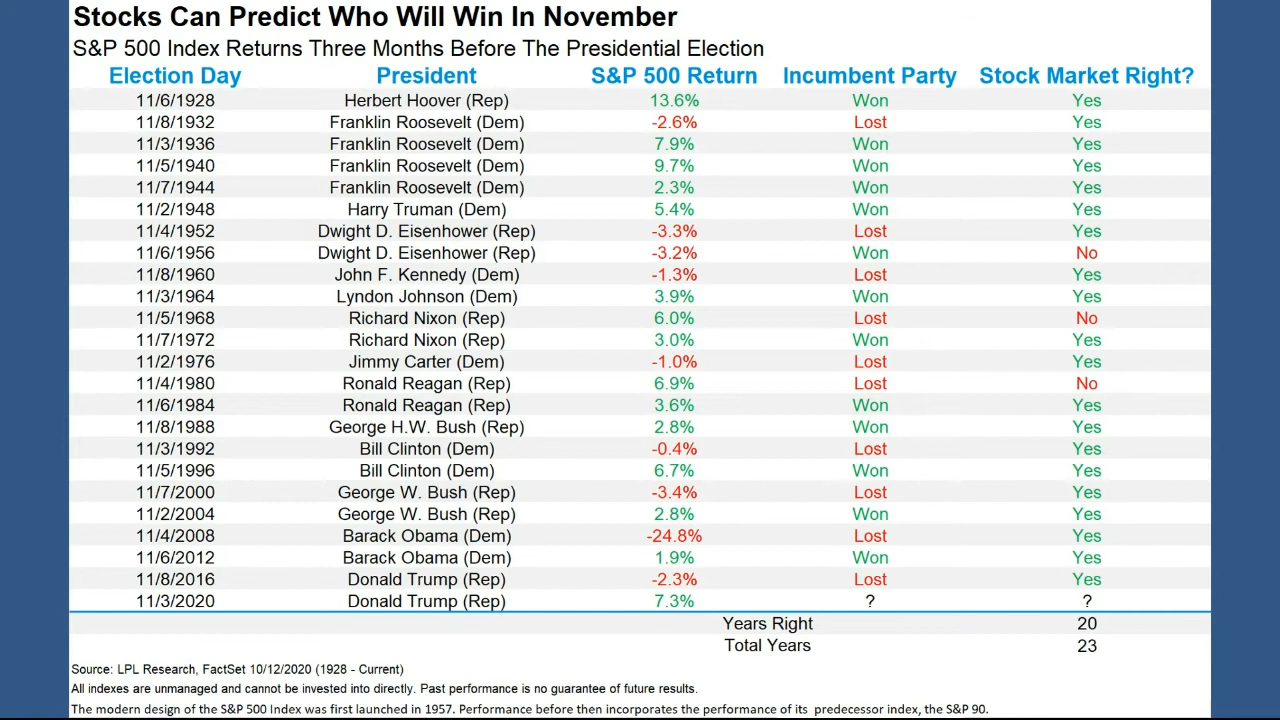 Stocks Can Predict Who Will Win In November
S&P 500 Index Returns Three Months Before The Presidential Election
Election Day President S&P 500 Return Incumbent Party Stock Market Right?
11/6/1928 Herbert Hoover (Rep) 13.6% Won Yes
11/8/1932 Franklin Roosevelt (Dem) -2.6% Lost Yes
11/3/1936 Franklin Roosevelt (Dem) 7.9% Won Yes
11/5/1940 Franklin Roosevelt (Dem) 9.7% Won Yes
11/7/1944 Franklin Roosevelt (Dem) 2.3% Won Yes
11/2/1948 Harry Truman (Dem) 5.4% Won Yes
11/4/1952 Dwight D. Eisenhower (Rep) -3.3% Lost Yes
11/6/1956 Dwight D. Eisenhower (Rep) -3.2% Won No
11/8/1960 John F. Kennedy (Dem) -1.3% Lost Yes
11/3/1964 Lyndon Johnson (Dem) 3.9% Won Yes
11/5/1968 Richard Nixon (Rep) 6.0% Lost No
11/7/1972 Richard Nixon (Rep) 3.0% Won Yes
11/2/1976 Jimmy Carter (Dem) -1.0% Lost Yes
11/4/1980 Ronald Reagan (Rep) 6.9% Lost No
11/6/1984 Ronald Reagan (Rep) 3.6% Won Yes
11/8/1988 George H.W. Bush (Rep) 2.8% Won Yes
11/3/1992 Bill Clinton (Dem) -0.4% Lost Yes
11/5/1996 Bill Clinton (Dem) 6.7% Won Yes
11/7/2000 George W. Bush (Rep) -3.4% Lost Yes
11/2/2004 George W. Bush (Rep) 2.8% Won Yes
11/4/2008 Barack Obama (Dem) -24.8% Lost Yes
11/6/2012 Barack Obama (Dem) 1.9% Won Yes
11/8/2016 Donald Trump (Rep) -2.3% Lost Yes
11/3/2020 Donald Trump (Rep) 7.3% ? ?
Years Right 20
Total Years 23
Source: LPL Research, FactSet 10/12/2020 (1928 - Current)
All indexes are unmanaged and cannot be invested into directly. Past performance is no guarantee of future results.
The modern design of the S&P 500 Index was first launched in 1957. Performance before then incorporates the performance of its predecessor index, the S&P 90.